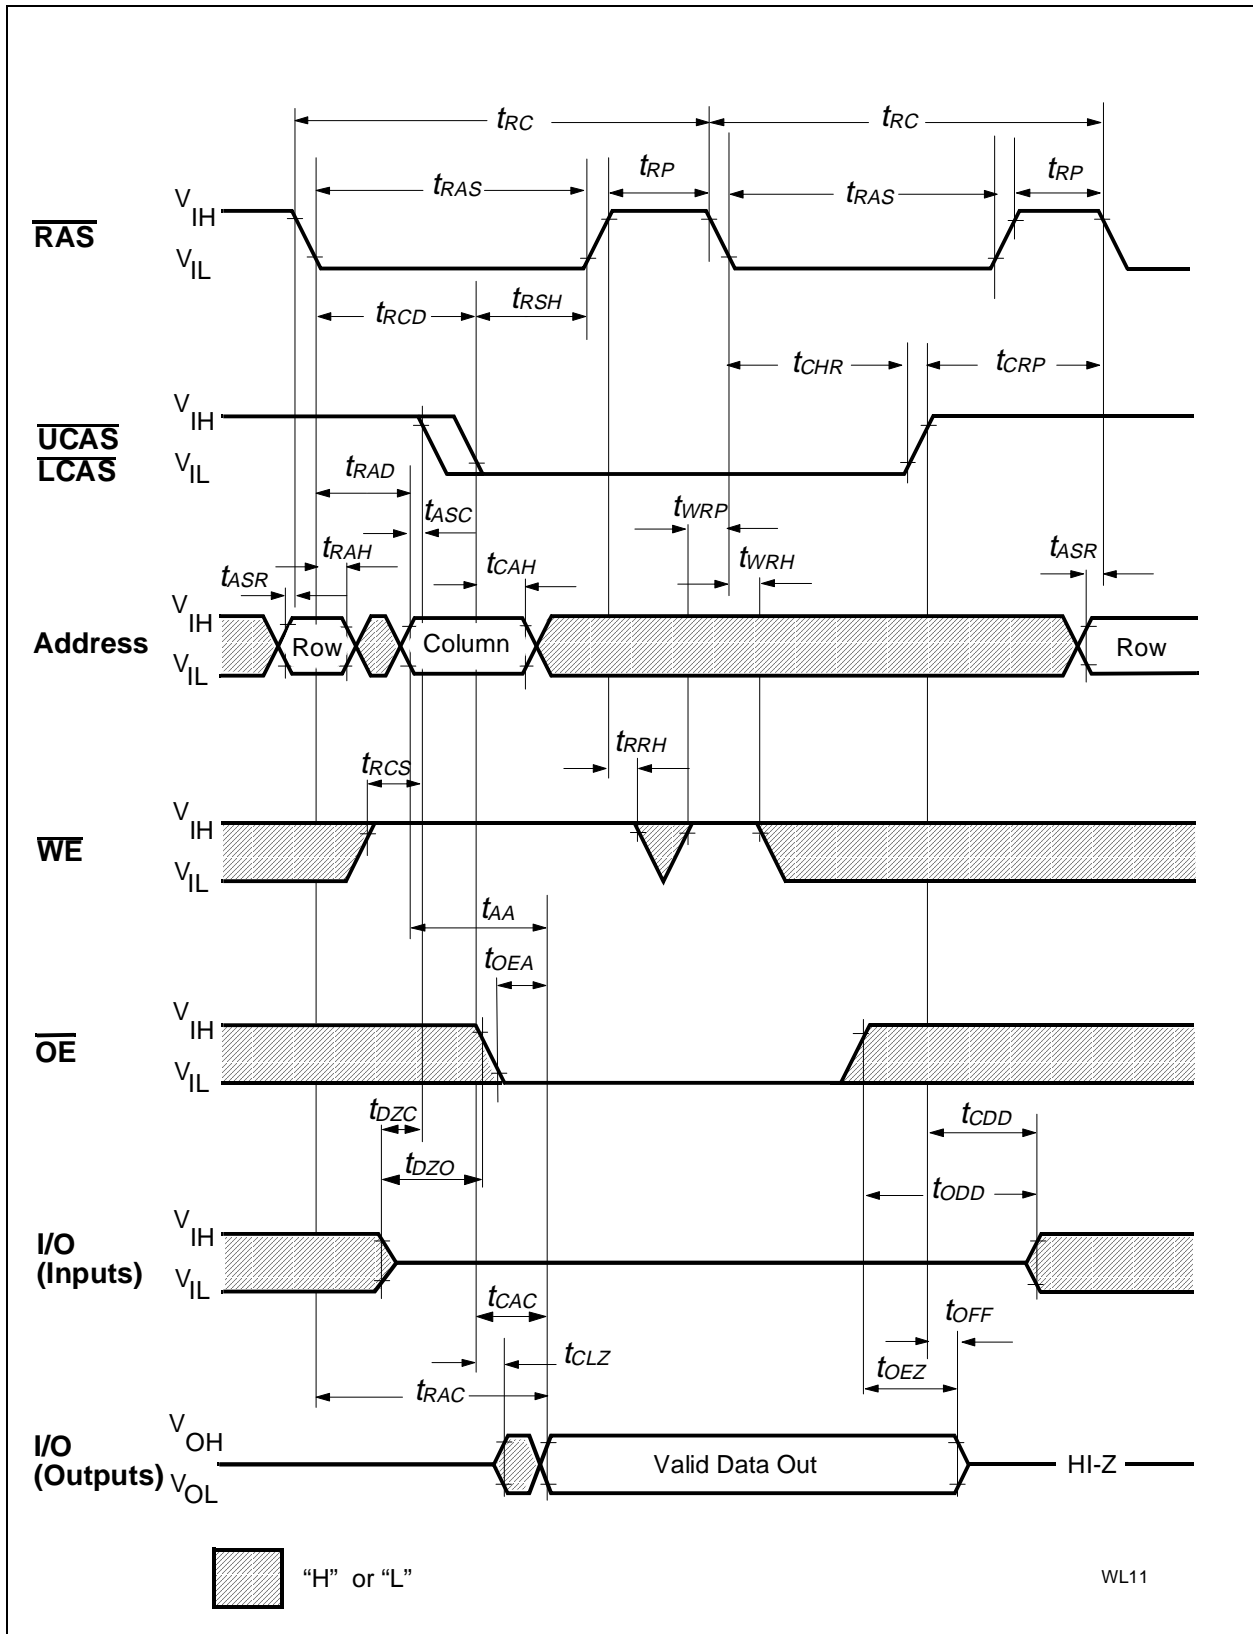 tRC tRC
tRAS tRP tRAS tRP
RAS VIH
VIL
tRCD tRSH
tCHR tCRP
UCAS VIH
LCAS VIL
tRAD
tASC tWRP
tRAH tCAH tWRH
tASR tASR
Address VIH
VIL
Row Column Row
tRRH
tRCS
WE VIH
VIL
tAA
tOEA
OE VIH
VIL
tDZC tCDD
tDZO tODD
I/O VIH
(Inputs) VIL
tCAC tOFF
tCLZ tOEZ
tRAC
I/O VOH
(Outputs) VOL
Valid Data Out HI-Z
“H” or “L”
WL11